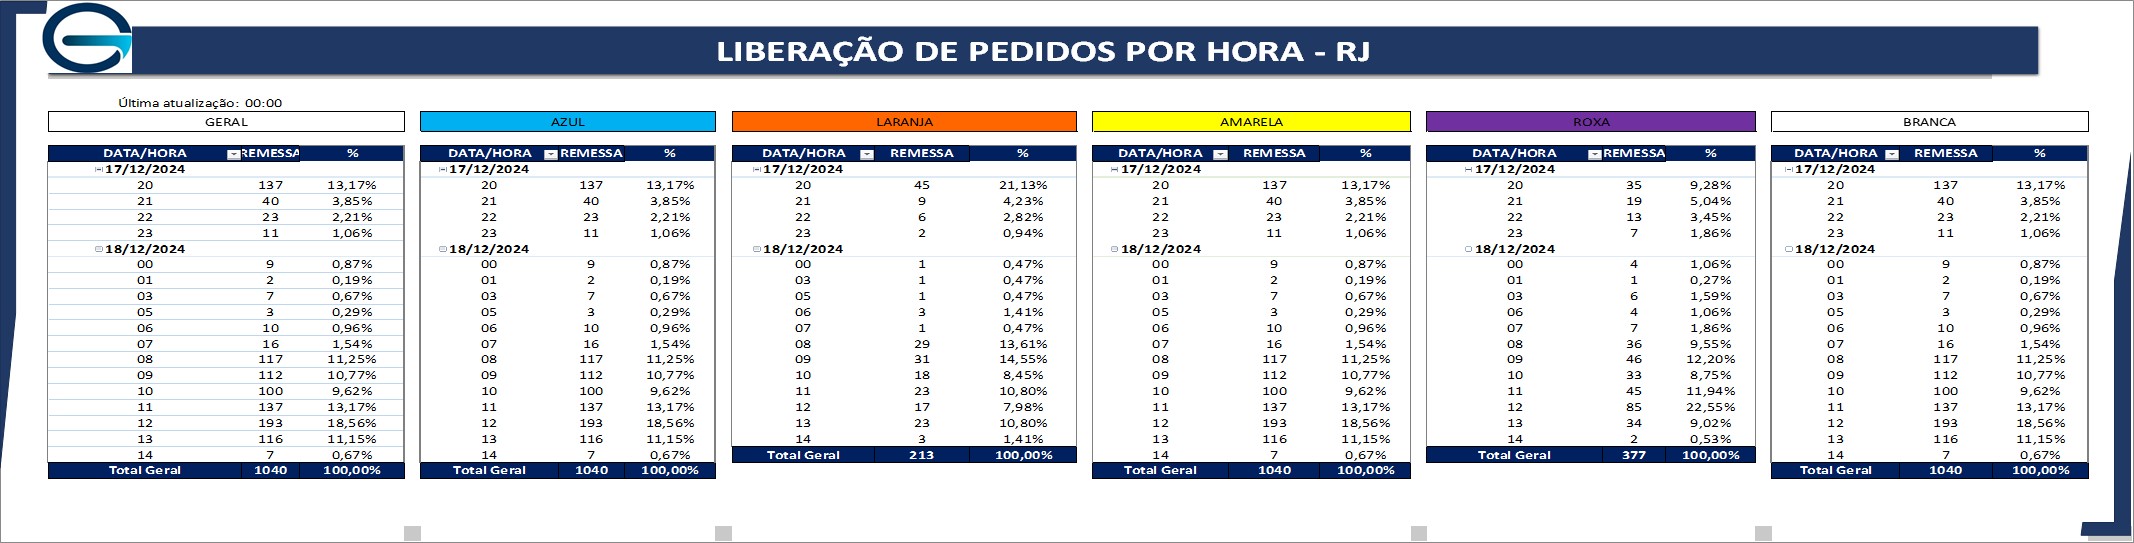 LIBERAÇÃO DE PEDIDOS POR HORA - RJ
Última atualização: 00:00
GERAL AZUL LARANJA AMARELA ROXA BRANCA
DATA/HORA REMESSA % DATA/HORA REMESSA % DATA/HORA REMESSA % DATA/HORA REMESSA % DATA/HORA REMESSA % DATA/HORA REMESSA %
17/12/2024 17/12/2024 17/12/2024 17/12/2024 17/12/2024 17/12/2024
20 137 13,17% 20 137 13,17% 20 45 21,13% 20 137 13,17% 20 35 9,28% 20 137 13,17%
21 40 3,85% 21 40 3,85% 21 9 4,23% 21 40 3,85% 21 19 5,04% 21 40 3,85%
22 23 2,21% 22 23 2,21% 22 6 2,82% 22 23 2,21% 22 13 3,45% 22 23 2,21%
23 11 1,06% 23 11 1,06% 23 2 0,94% 23 11 1,06% 23 7 1,86% 23 11 1,06%
18/12/2024 18/12/2024 18/12/2024 18/12/2024 18/12/2024 18/12/2024
00 9 0,87% 00 9 0,87% 00 1 0,47% 00 9 0,87% 00 4 1,06% 00 9 0,87%
01 2 0,19% 01 2 0,19% 03 1 0,47% 01 2 0,19% 01 1 0,27% 01 2 0,19%
03 7 0,67% 03 7 0,67% 05 1 0,47% 03 7 0,67% 03 6 1,59% 03 7 0,67%
05 3 0,29% 05 3 0,29% 06 3 1,41% 05 3 0,29% 06 4 1,06% 05 3 0,29%
06 10 0,96% 06 10 0,96% 07 1 0,47% 06 10 0,96% 07 7 1,86% 06 10 0,96%
07 16 1,54% 07 16 1,54% 08 29 13,61% 07 16 1,54% 08 36 9,55% 07 16 1,54%
08 117 11,25% 08 117 11,25% 09 31 14,55% 08 117 11,25% 09 46 12,20% 08 117 11,25%
09 112 10,77% 09 112 10,77% 10 18 8,45% 09 112 10,77% 10 33 8,75% 09 112 10,77%
10 100 9,62% 10 100 9,62% 11 23 10,80% 10 100 9,62% 11 45 11,94% 10 100 9,62%
11 137 13,17% 11 137 13,17% 12 17 7,98% 11 137 13,17% 12 85 22,55% 11 137 13,17%
12 193 18,56% 12 193 18,56% 13 23 10,80% 12 193 18,56% 13 34 9,02% 12 193 18,56%
13 116 11,15% 13 116 11,15% 14 3 1,41% 13 116 11,15% 14 2 0,53% 13 116 11,15%
14 7 0,67% 14 7 0,67% Total Geral 213 100,00% 14 7 0,67% Total Geral 377 100,00% 14 7 0,67%
Total Geral 1040 100,00% Total Geral 1040 100,00% Total Geral 1040 100,00% Total Geral 1040 100,00%